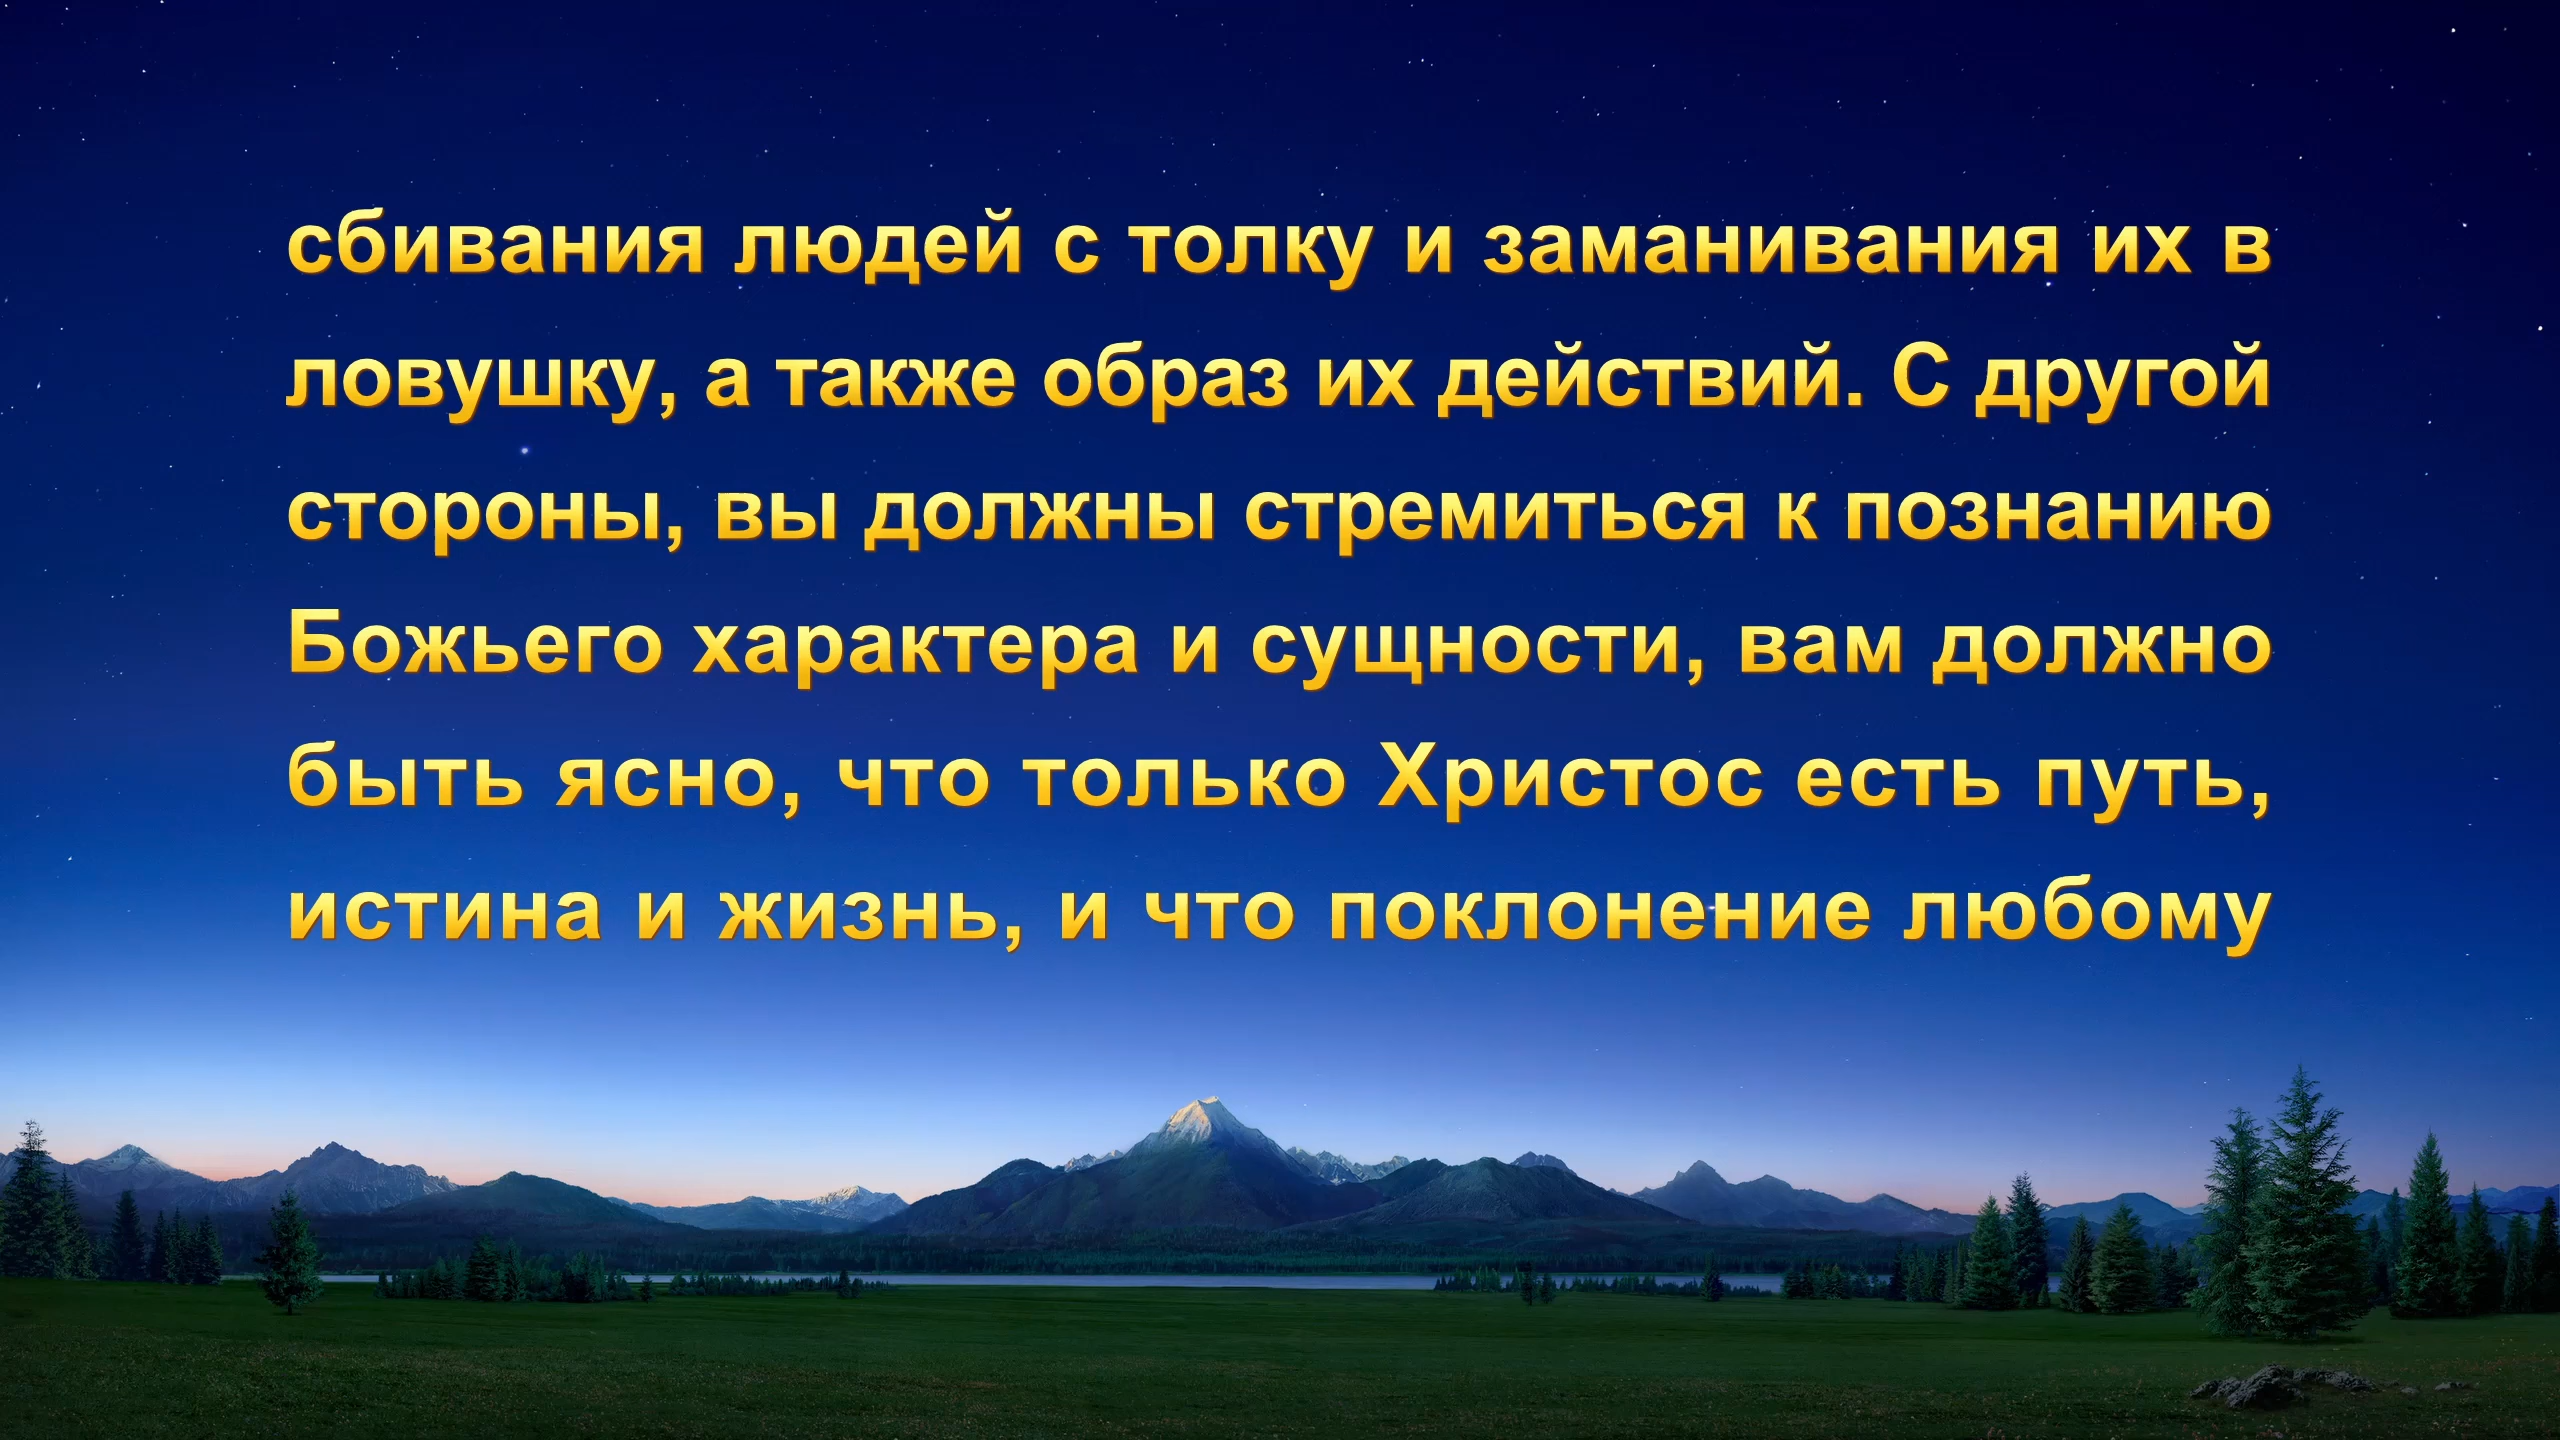 сбивания людей с толку и заманивания их в
ловушку, а также образ их действий. С другой
стороны, вы должны стремиться к познанию
Божьего характера и сущности, вам должно
быть ясно, что только Христос есть путь,
истина и жизнь, и что поклонение любому